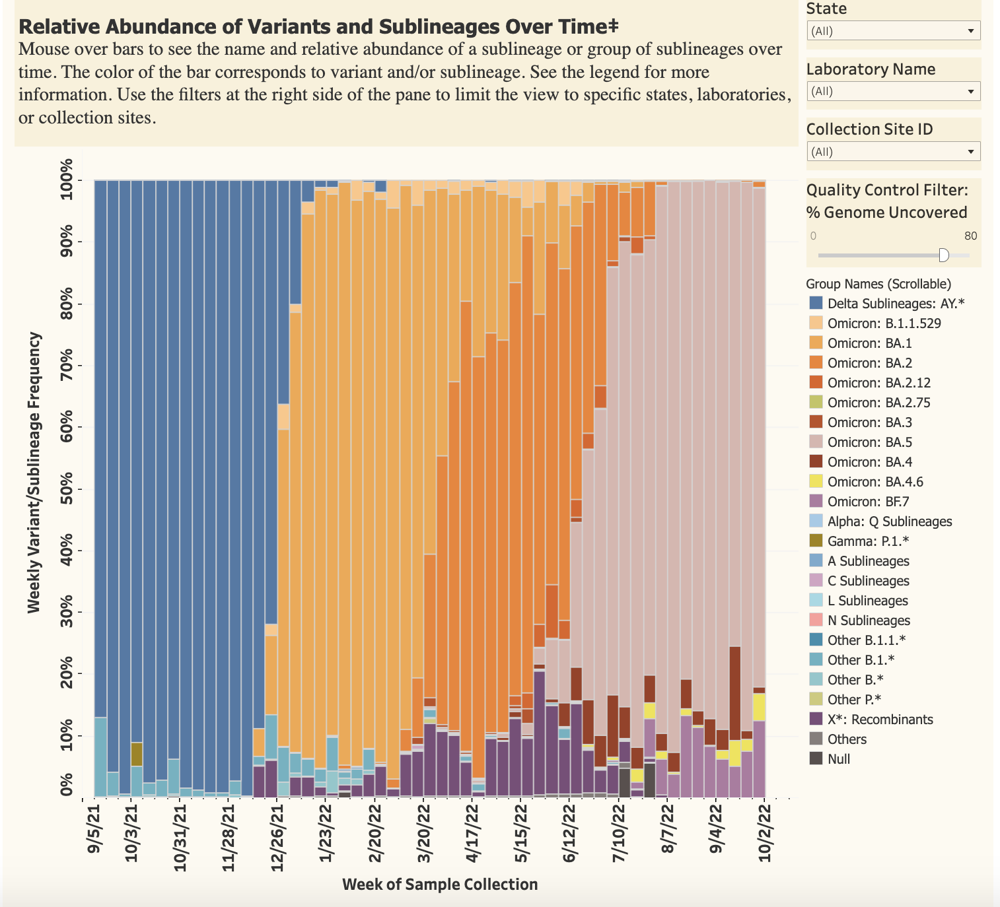 Relative Abundance of Variants and Sublineages Over Time‡
Mouse over bars to see the name and relative abundance of a sublineage or group of sublineages over
time. The color of the bar corresponds to variant and/or sublineage. See the legend for more
information. Use the filters at the right side of the pane to limit the view to specific states, laboratories,
or collection sites.
State
(All)
Laboratory Name
(All)
Collection Site ID
(All)
Quality Control Filter:
% Genome Uncovered
0
80
Group Names (Scrollable)
Delta Sublineages: AY.*
Omicron: B.1.1.529
Omicron: BA.1
Omicron: BA.2
Omicron: BA.2.12
Omicron: BA.2.75
Omicron: BA.3
Omicron: BA.5
Omicron: BA.4
Omicron: BA.4.6
Omicron: BF.7
Alpha: Q Sublineages
Gamma: P.1.*
A Sublineages
C Sublineages
L Sublineages
N Sublineages
Other B.1.1.*
Other B.1.*
Other B.*
Other P.*
X*: Recombinants
Others
Null
Weekly Variant/Sublineage Frequency
100%
90%
80%
70%
60%
50%
40%
30%
20%
10%
0%
9/5/21
10/3/21
10/31/21
11/28/21
12/26/21
1/23/22
2/20/22
3/20/22
4/17/22
5/15/22
6/12/22
7/10/22
8/7/22
9/4/22
10/2/22
Week of Sample Collection